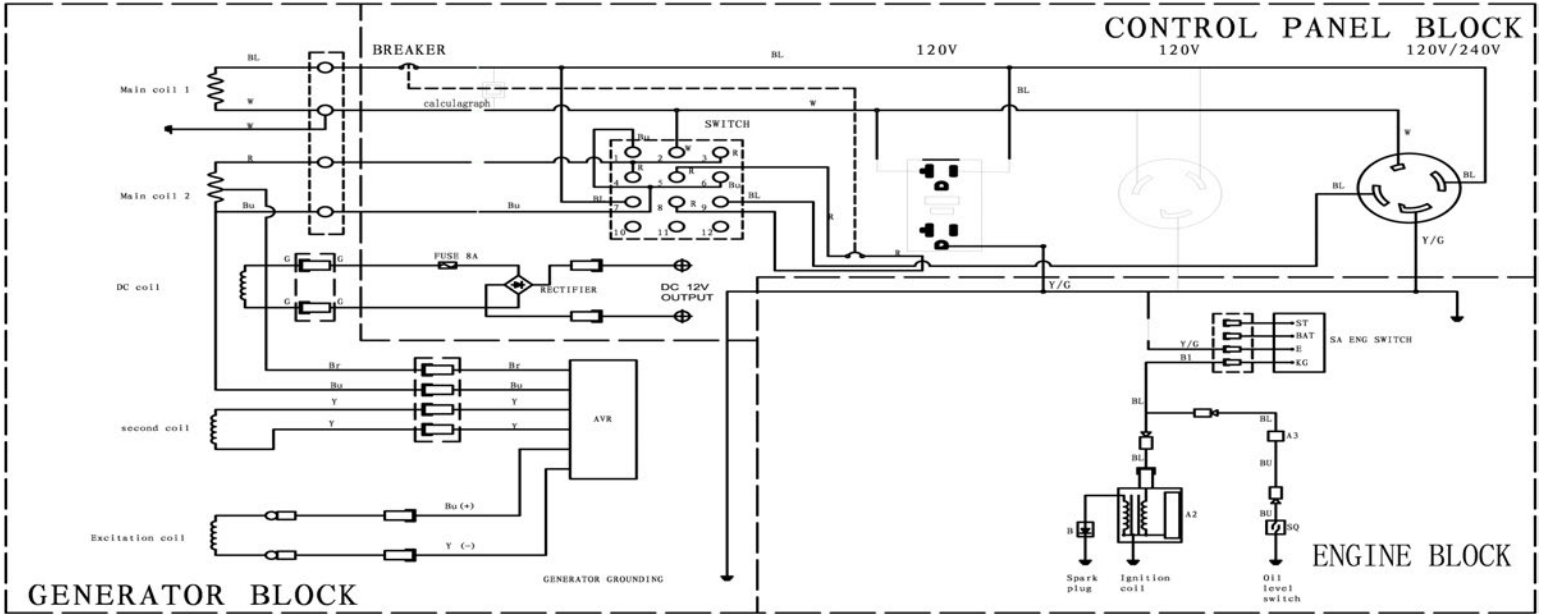 CONTROL PANEL BLOCK
BREAKER
120V
120V
120V/240V
BL
BL
BL
Main coil 1
W
calculagraph
W
W
W
SWITCH
Bu
W
R
1
2
3
R
R
R
Bu
4
5
6
BL
BL
BL
Main coil 2
Bu
Bu
BL
7
8
R
9
R
10
11
12
Y/G
R
G
G
FUSE 8A
DC coil
RECTIFIER
DC 12V
OUTPUT
Y/G
G
G
ST
BAT
SA ENG SWITCH
Y/G
E
B1
KG
Br
Br
Bu
Bu
Y
Y
AVR
BL
BL
second coil
Y
Y
A3
BL
BU
Bu(+)
A2
BU
B
SQ
Excitation coil
Y (-)
ENGINE BLOCK
GENERATOR GROUNDING
Spark
plug
Ignition
coil
Oil
level
switch
GENERATOR BLOCK